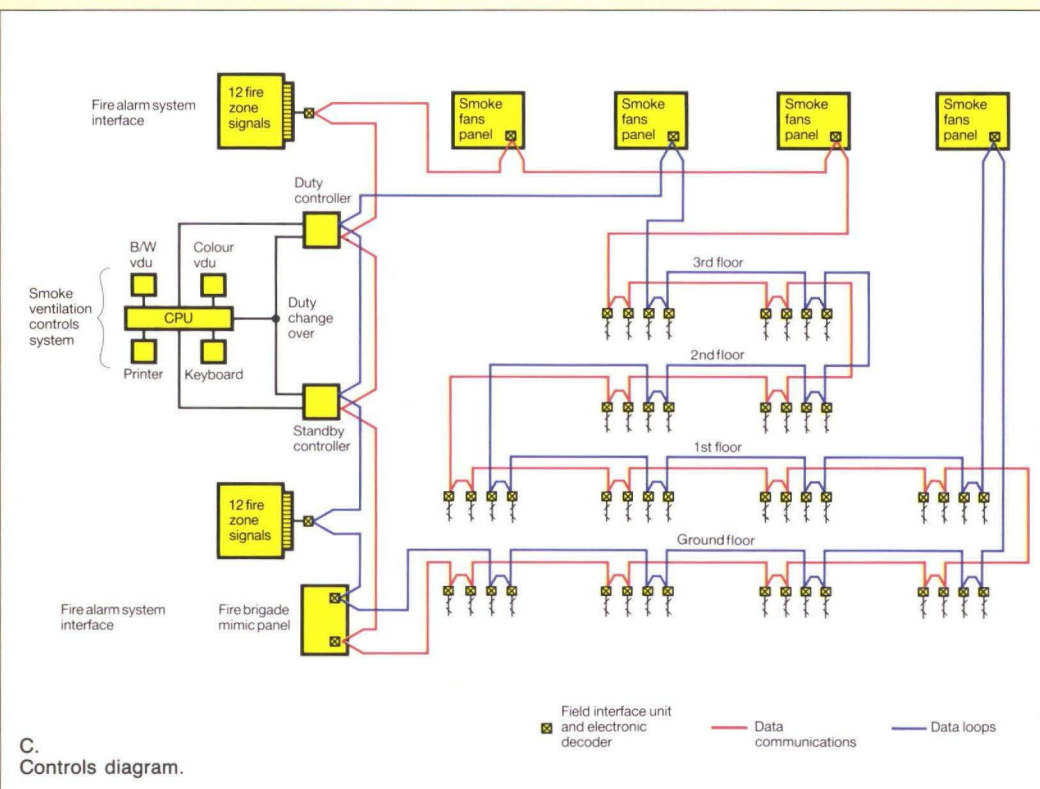 Fire alarm system
interface
12 fire
zone
signals
Smoke
fans
panel
Smoke
fans
panel
Smoke
fans
panel
Smoke
fans
panel
Duty
controller
B/W
vdu
Colour
vdu
Smoke
ventilation
controls
system
CPU
Duty
change
over
Printer
Keyboard
Standby
controller
3rd floor
2nd floor
1st floor
Ground floor
12 fire
zone
signals
Fire alarm system
interface
Fire brigade
mimic panel
Field interface unit
and electronic
decoder
Data
communications
Data loops
C.
Controls diagram.